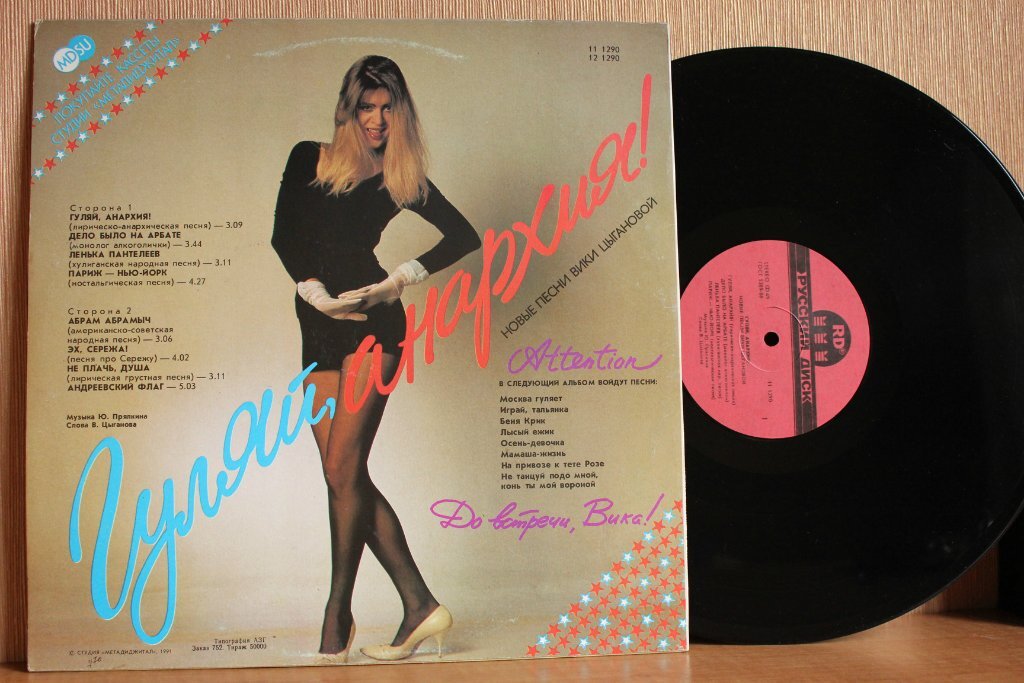 MDSU
ПОКУПАЙТЕ КАССЕТЫ
СТУДИИ «МЕТАДИДЖИТАЛ»
11 1290
12 1290
Сторона 1
ГУЛЯЙ, АНАРХИЯ!
(лирическо-анархическая песня) — 3.09
ДЕЛО БЫЛО НА АРБАТЕ
(монолог алкоголички) — 3.44
ЛЕНЬКА ПАНТЕЛЕЕВ
(хулиганская народная песня) — 3.11
ПАРИЖ — НЬЮ-ЙОРК
(ностальгическая песня) — 4.27
Сторона 2
АБРАМ АБРАМЫЧ
(американско-советская
народная песня) — 3.06
ЭХ, СЕРЕЖА!
(песня про Сережу) — 4.02
НЕ ПЛАЧЬ, ДУША
(лирическая грустная песня) — 3.11
АНДРЕЕВСКИЙ ФЛАГ — 5.03
Музыка Ю. Прялкина
Слова В. Цыганова
Гуляй, анархия!
НОВЫЕ ПЕСНИ ВИКИ ЦЫГАНОВОЙ
Attention
В СЛЕДУЮЩИЙ АЛЬБОМ ВОЙДУТ ПЕСНИ:
Москва гуляет
Играй, тальянка
Беня Крик
Лысый ежик
Осень-девочка
Мамаша-жизнь
На привозе к тете Розе
Не танцуй подо мной,
конь ты мой вороной
До встречи, Вика!
© СТУДИЯ «МЕТАДИДЖИТАЛ», 1991
Типография АЗГ
Заказ 752. Тираж 50000
RD®
РУССКИЙ ДИСК